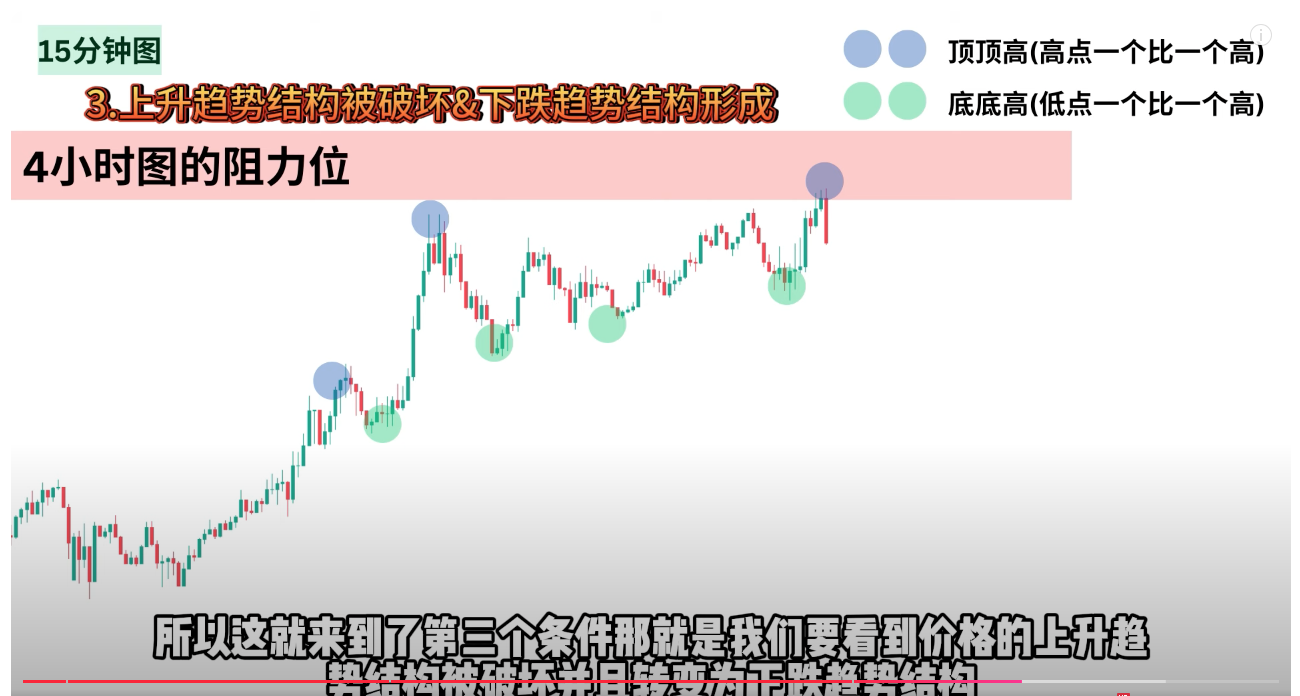 15分钟图
顶顶高(高点一个比一个高)
3.上升趋势结构被破坏&下跌趋势结构形成
底底高(低点一个比一个高)
4小时图的阻力位
所以这就来到了第三个条件那就是我们要看到价格的上升趋
势结构被破坏并且转变为下跌趋势结构